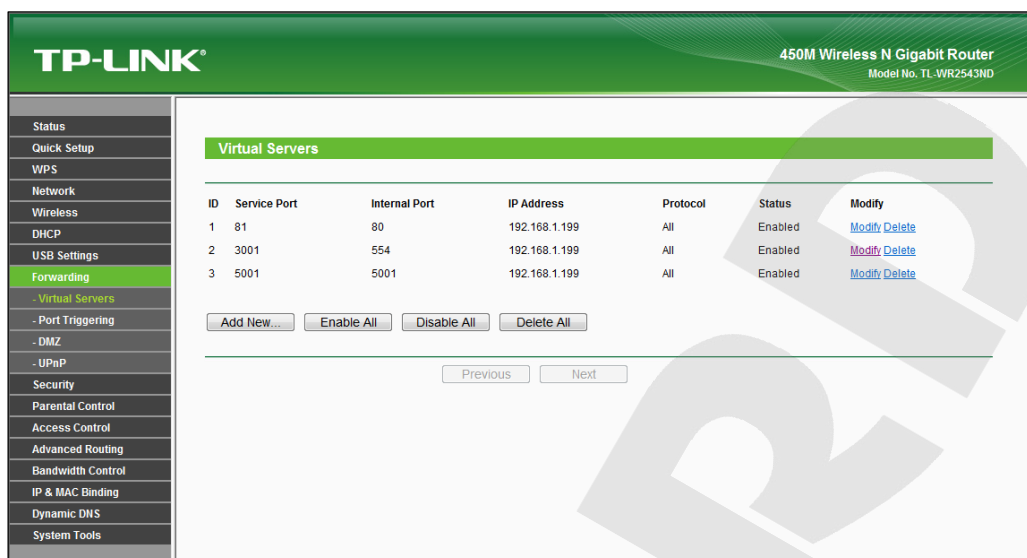 TP-LINK®
450M Wireless N Gigabit Router
Model No. TL-WR2543ND
Status
Quick Setup
WPS
Network
Wireless
DHCP
USB Settings
Forwarding
- Virtual Servers
- Port Triggering
- DMZ
- UPnP
Security
Parental Control
Access Control
Advanced Routing
Bandwidth Control
IP & MAC Binding
Dynamic DNS
System Tools
Virtual Servers
ID Service Port Internal Port IP Address Protocol Status Modify
1 81 80 192.168.1.199 All Enabled Modify Delete
2 3001 554 192.168.1.199 All Enabled Modify Delete
3 5001 5001 192.168.1.199 All Enabled Modify Delete
Add New... Enable All Disable All Delete All
Previous Next